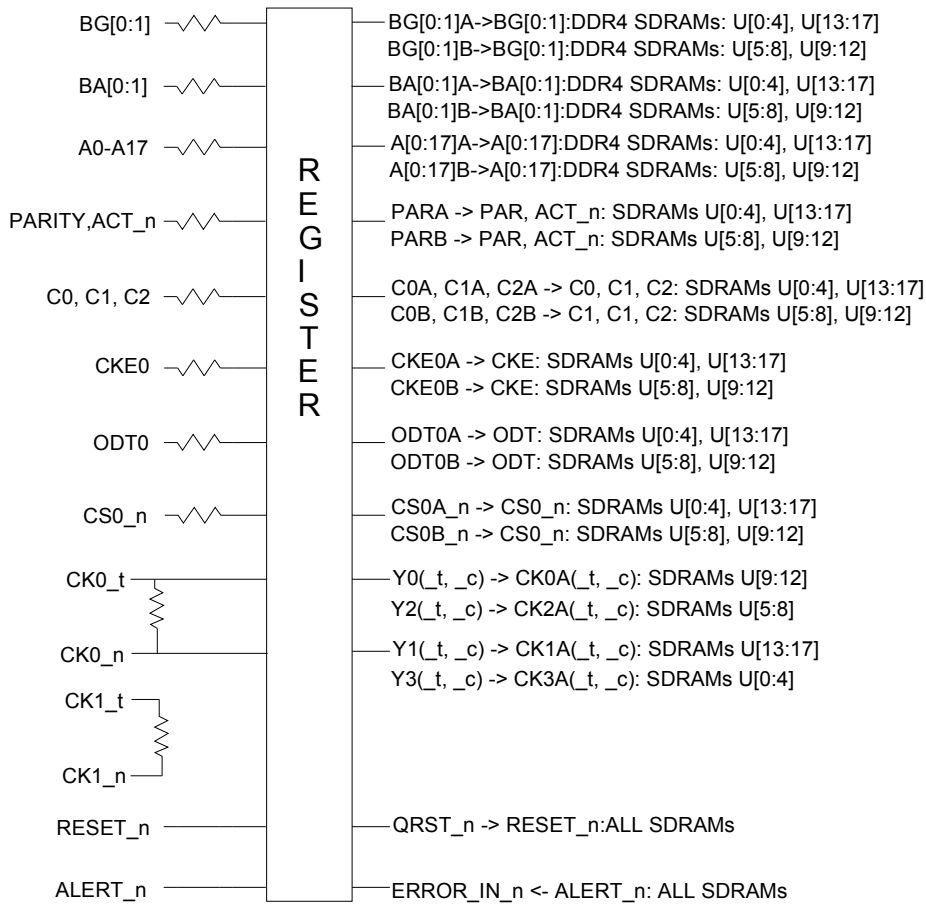 BG[0:1]
BG[0:1]A->BG[0:1]:DDR4 SDRAMs: U[0:4], U[13:17]
BG[0:1]B->BG[0:1]:DDR4 SDRAMs: U[5:8], U[9:12]
BA[0:1]
BA[0:1]A->BA[0:1]:DDR4 SDRAMs: U[0:4], U[13:17]
BA[0:1]B->BA[0:1]:DDR4 SDRAMs: U[5:8], U[9:12]
A0-A17
A[0:17]A->A[0:17]:DDR4 SDRAMs: U[0:4], U[13:17]
A[0:17]B->A[0:17]:DDR4 SDRAMs: U[5:8], U[9:12]
REGISTER
PARITY,ACT_n
PARA -> PAR, ACT_n: SDRAMs U[0:4], U[13:17]
PARB -> PAR, ACT_n: SDRAMs U[5:8], U[9:12]
C0, C1, C2
C0A, C1A, C2A -> C0, C1, C2: SDRAMs U[0:4], U[13:17]
C0B, C1B, C2B -> C1, C1, C2: SDRAMs U[5:8], U[9:12]
CKE0
CKE0A -> CKE: SDRAMs U[0:4], U[13:17]
CKE0B -> CKE: SDRAMs U[5:8], U[9:12]
ODT0
ODT0A -> ODT: SDRAMs U[0:4], U[13:17]
ODT0B -> ODT: SDRAMs U[5:8], U[9:12]
CS0_n
CS0A_n -> CS0_n: SDRAMs U[0:4], U[13:17]
CS0B_n -> CS0_n: SDRAMs U[5:8], U[9:12]
CK0_t
Y0(_t, _c) -> CK0A(_t, _c): SDRAMs U[9:12]
Y2(_t, _c) -> CK2A(_t, _c): SDRAMs U[5:8]
CK0_n
Y1(_t, _c) -> CK1A(_t, _c): SDRAMs U[13:17]
Y3(_t, _c) -> CK3A(_t, _c): SDRAMs U[0:4]
CK1_t
CK1_n
RESET_n
QRST_n -> RESET_n:ALL SDRAMs
ALERT_n
ERROR_IN_n <- ALERT_n: ALL SDRAMs